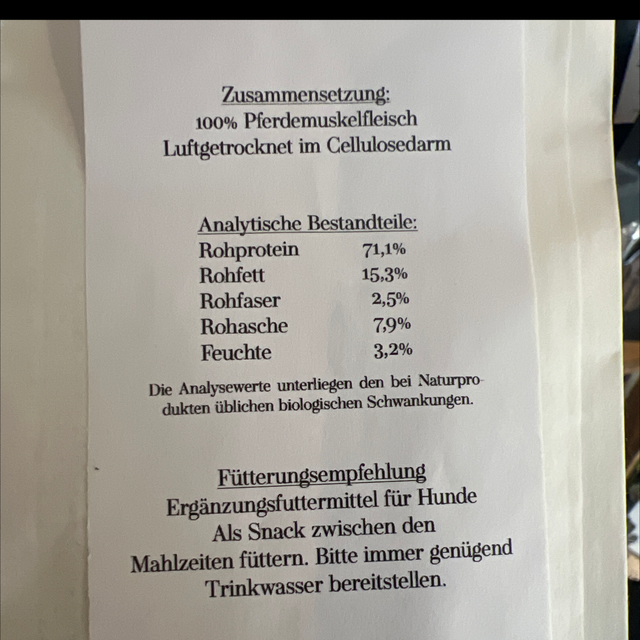 Zusammensetzung:
100% Pferdemuskelfleisch
Luftgetrocknet im Cellulosedarm
Analytische Bestandteile:
Rohprotein 71,1%
Rohfett 15,3%
Rohfaser 2,5%
Rohasche 7,9%
Feuchte 3,2%
Die Analysewerte unterliegen den bei Naturpro-
dukten üblichen biologischen Schwankungen.
Fütterungsempfehlung
Ergänzungsfuttermittel für Hunde
Als Snack zwischen den
Mahlzeiten füttern. Bitte immer genügend
Trinkwasser bereitstellen.